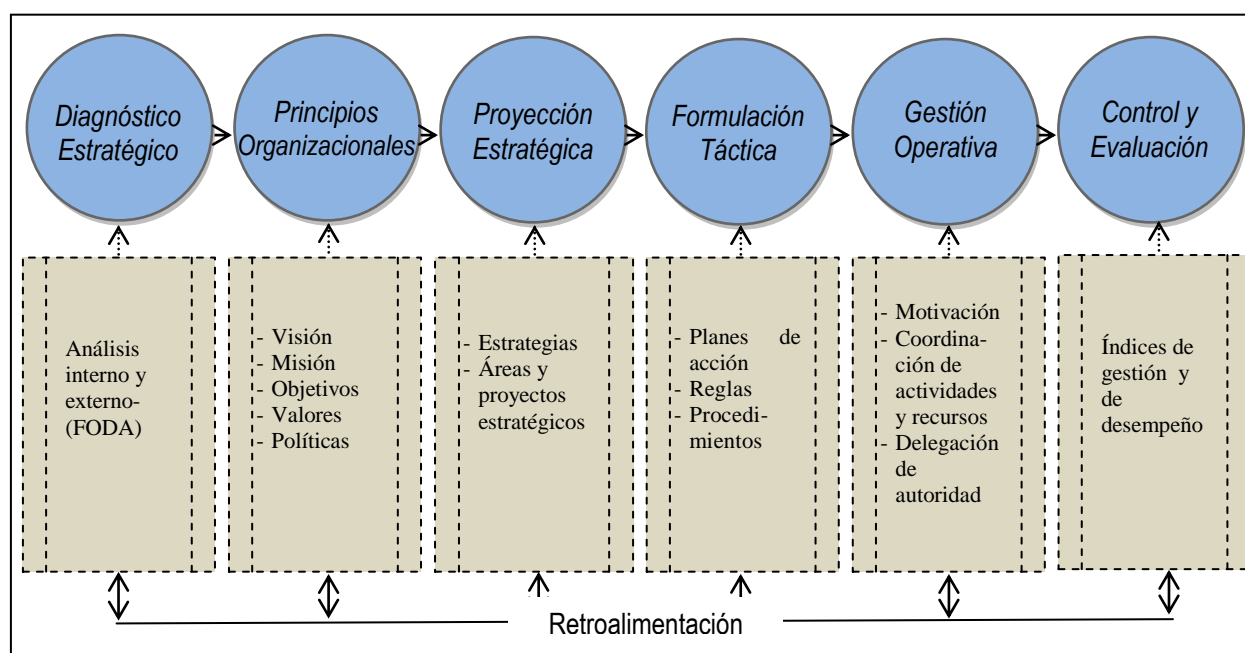 Diagnóstico
Estratégico
Principios
Organizacionales
Proyección
Estratégica
Formulación
Táctica
Gestión
Operativa
Control y
Evaluación
Análisis
interno y
externo-
(FODA)
- Visión
- Misión
- Objetivos
- Valores
- Políticas
- Estrategias
- Áreas y
proyectos
estratégicos
- Planes de
acción
- Reglas
- Procedi-
mientos
- Motivación
- Coordina-
ción de
actividades
y recursos
- Delegación
de
autoridad
Índices de
gestión y
de
desempeño
Retroalimentación